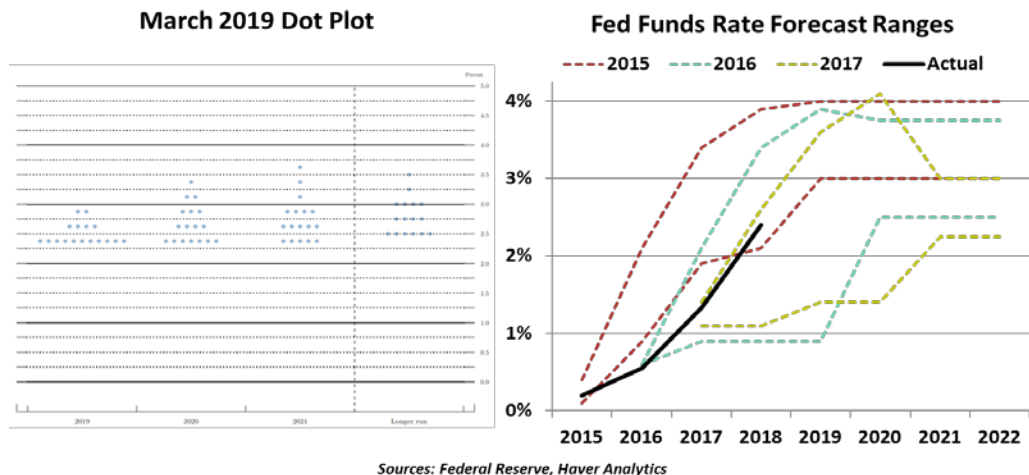 March 2019 Dot Plot
Percent
5.0
4.5
4.0
3.5
3.0
2.5
2.0
1.5
1.0
0.5
0.0
2019 2020 2021 Longer run
Fed Funds Rate Forecast Ranges
2015 2016 2017 Actual
4%
3%
2%
1%
0%
2015 2016 2017 2018 2019 2020 2021 2022
Sources: Federal Reserve, Haver Analytics